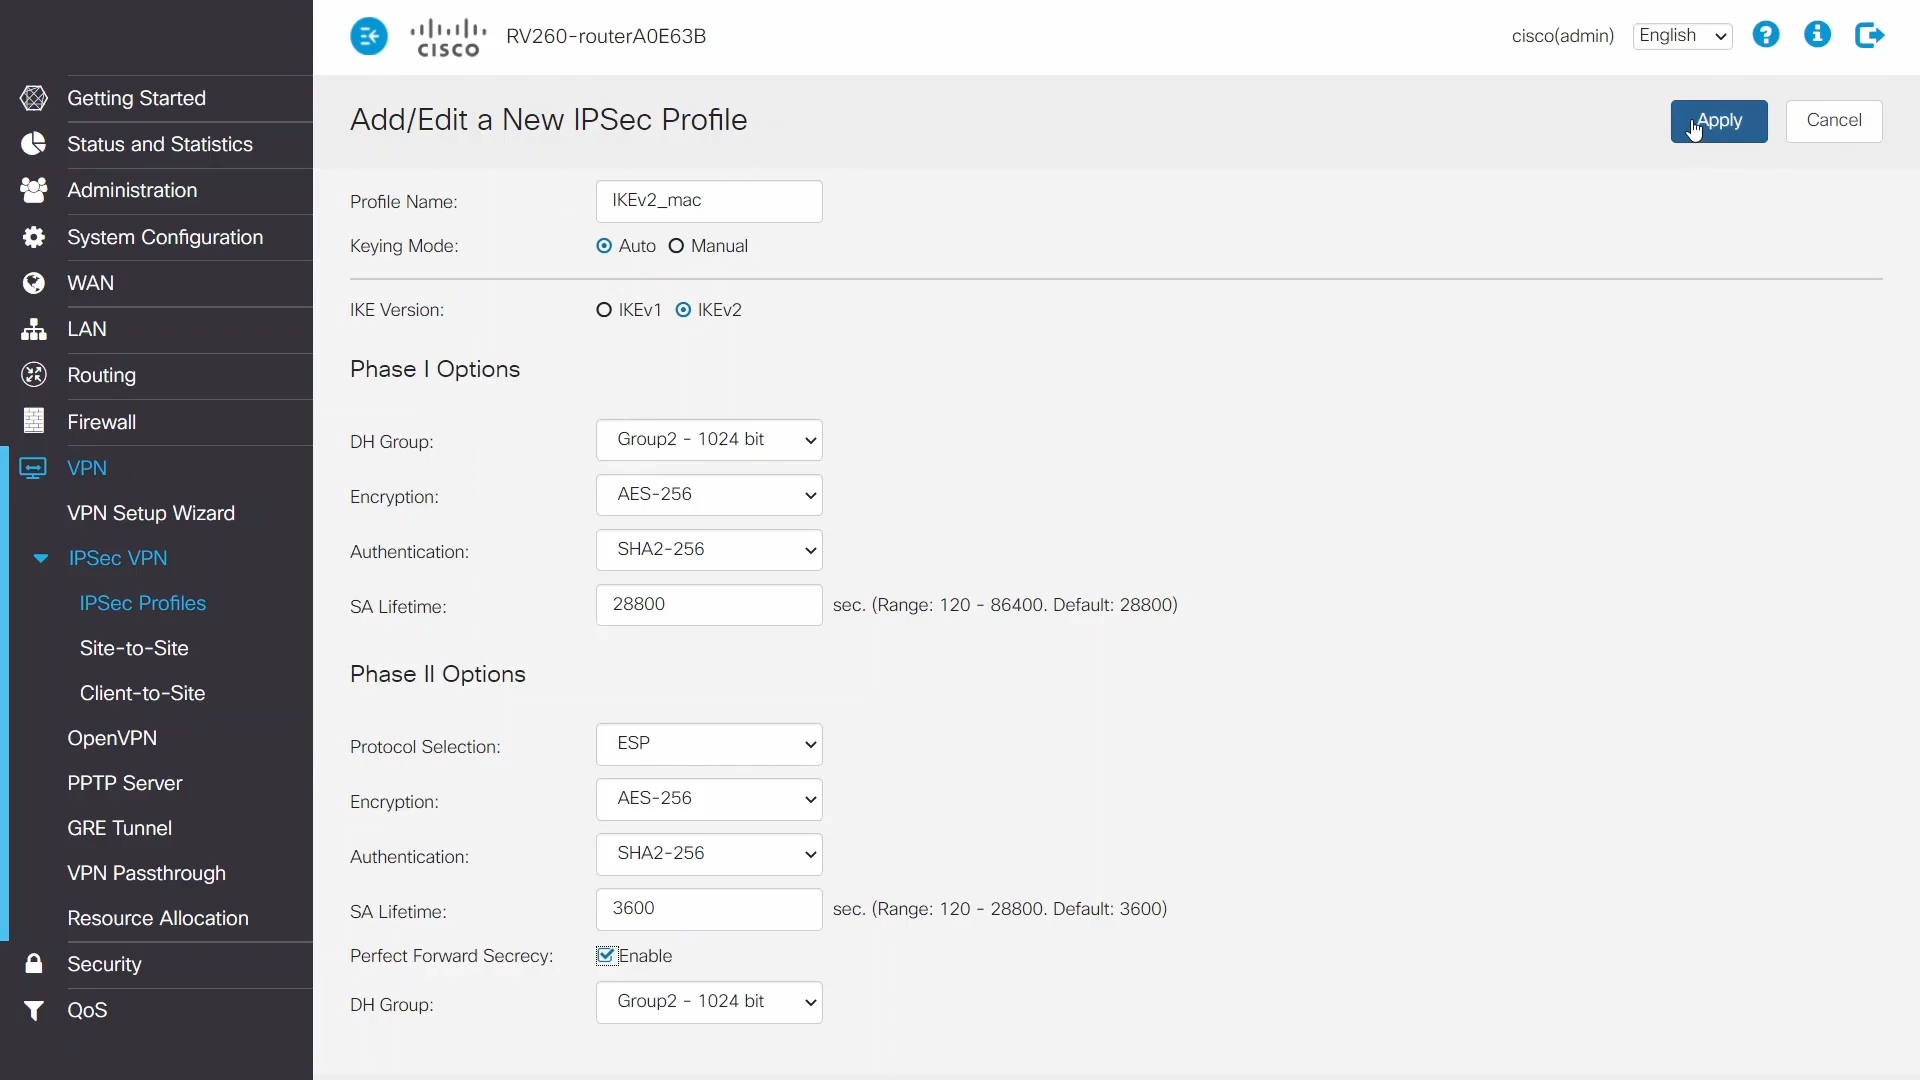 CISCO
RV260-routerA0E63B
cisco(admin)
English
Getting Started
Status and Statistics
Administration
System Configuration
WAN
LAN
Routing
Firewall
VPN
VPN Setup Wizard
IPSec VPN
IPSec Profiles
Site-to-Site
Client-to-Site
OpenVPN
PPTP Server
GRE Tunnel
VPN Passthrough
Resource Allocation
Security
QoS
Add/Edit a New IPSec Profile
Apply
Cancel
Profile Name: IKEv2_mac
Keying Mode: Auto Manual
IKE Version: IKEv1 IKEv2
Phase I Options
DH Group: Group2 - 1024 bit
Encryption: AES-256
Authentication: SHA2-256
SA Lifetime: 28800 sec. (Range: 120 - 86400. Default: 28800)
Phase II Options
Protocol Selection: ESP
Encryption: AES-256
Authentication: SHA2-256
SA Lifetime: 3600 sec. (Range: 120 - 28800. Default: 3600)
Perfect Forward Secrecy: Enable
DH Group: Group2 - 1024 bit